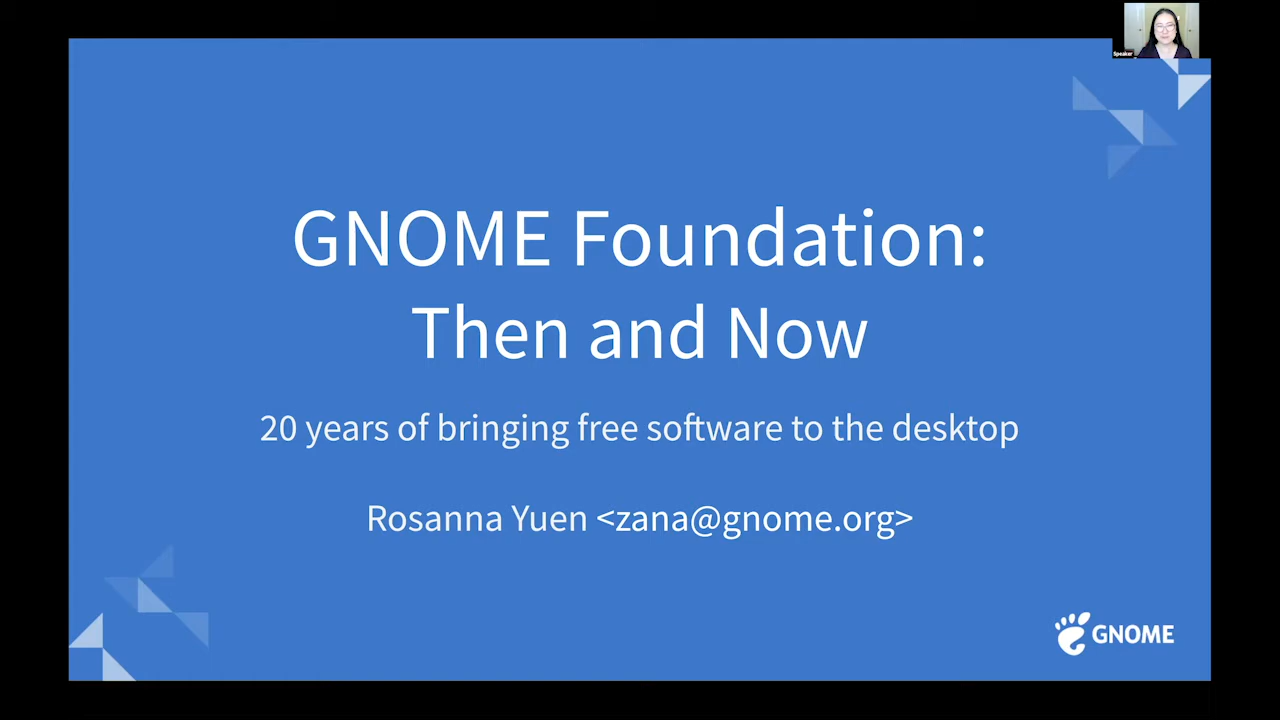 Speaker
GNOME Foundation:
Then and Now
20 years of bringing free software to the desktop
Rosanna Yuen <zana@gnome.org>
GNOME